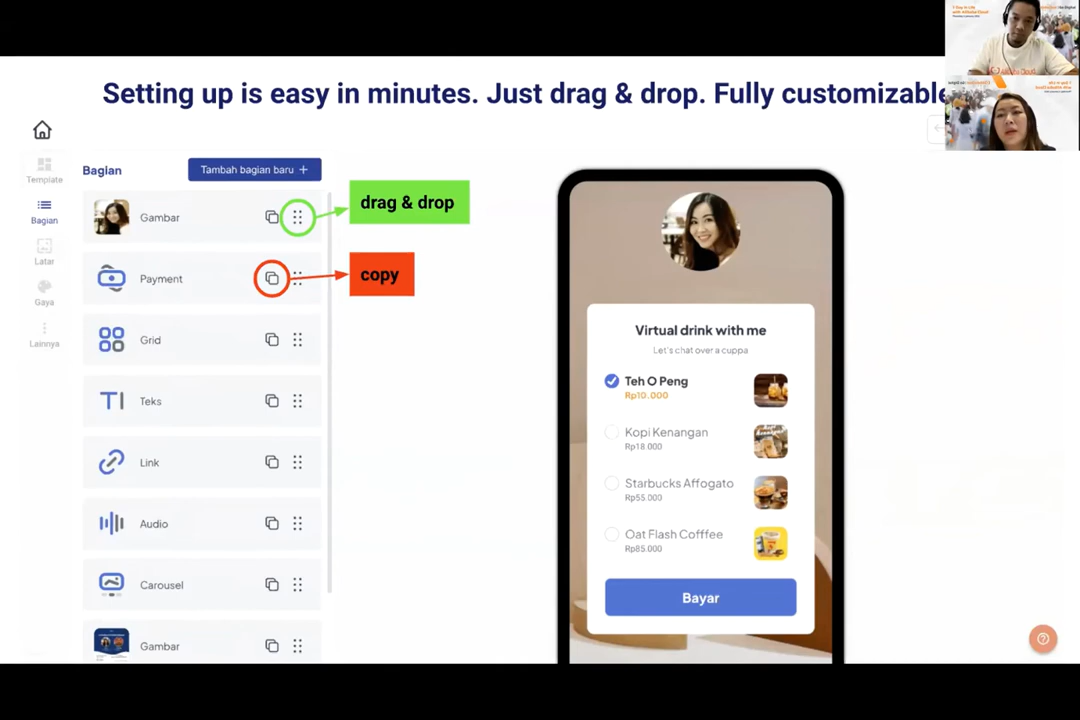 Setting up is easy in minutes. Just drag & drop. Fully customizable
Template
Bagian
Latar
Gaya
Lainnya
Bagian
Tambah bagian baru +
Gambar
Payment
Grid
Teks
Link
Audio
Carousel
Gambar
drag & drop
copy
Virtual drink with me
Let's chat over a cuppa
Teh O Peng
Rp10.000
Kopi Kenangan
Rp18.000
Starbucks Affogato
Rp55.000
Oat Flash Cofffee
Rp85.000
Bayar